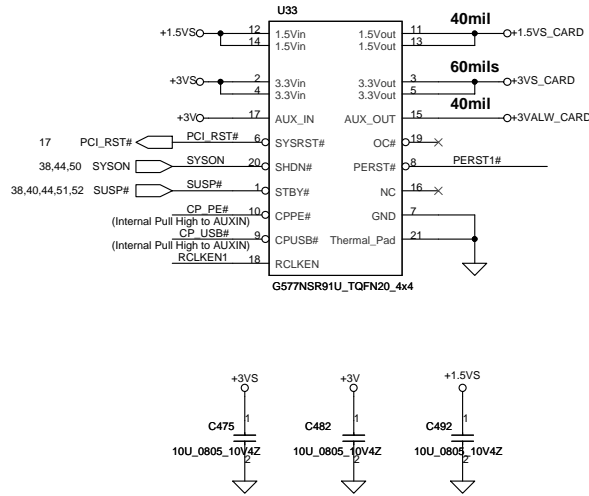 U33
+1.5VS 12 1.5Vin 1.5Vout 11 40mil +1.5VS_CARD
14 1.5Vin 1.5Vout 13
+3VS 2 3.3Vin 3.3Vout 3 60mils +3VS_CARD
4 3.3Vin 3.3Vout 5
+3V 17 AUX_IN AUX_OUT 15 40mil +3VALW_CARD
17 PCI_RST# PCI_RST# 6 SYSRST# OC# 19
38,44,50 SYSON SYSON 20 SHDN# PERST# 8 PERST1#
38,40,44,51,52 SUSP# SUSP# 1 STBY# NC 16
CP_PE# 10 CPPE# GND 7
(Internal Pull High to AUXIN)
CP_USB# 9 CPUSB# Thermal_Pad 21
(Internal Pull High to AUXIN)
RCLKEN1 18 RCLKEN
G577NSR91U_TQFN20_4x4
+3VS +3V +1.5VS
1 1 1
C475 C482 C492
10U_0805_10V4Z 10U_0805_10V4Z 10U_0805_10V4Z
2 2 2